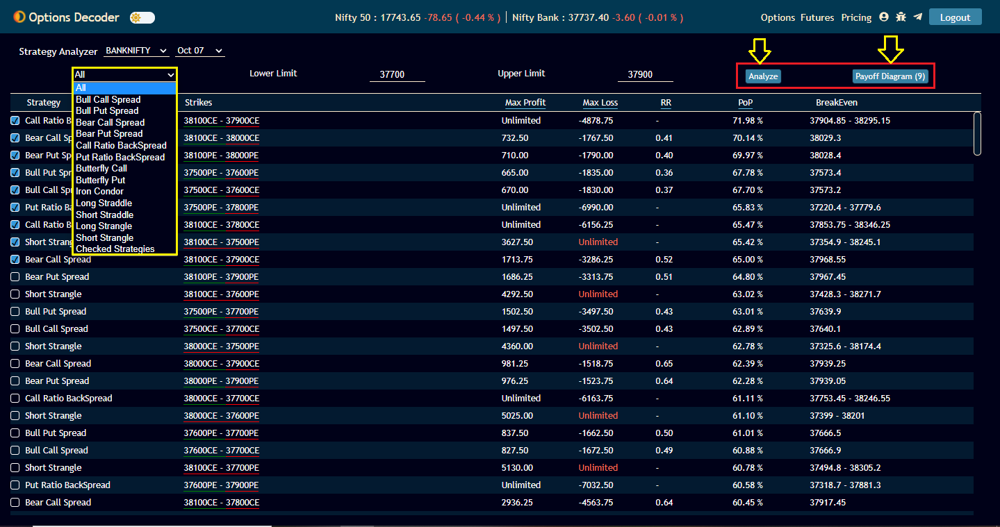 Options Decoder Nifty 50 : 17743.65 -78.65 ( -0.44 % ) | Nifty Bank : 37737.40 -3.60 ( -0.01 % ) Options Futures Pricing Logout
Strategy Analyzer BANKNIFTY Oct 07
All Lower Limit 37700 Upper Limit 37900 Analyze Payoff Diagram (9)
All
Bull Call Spread
Bull Put Spread
Bear Call Spread
Bear Put Spread
Call Ratio BackSpread
Put Ratio BackSpread
Butterfly Call
Butterfly Put
Iron Condor
Long Straddle
Short Straddle
Long Strangle
Short Strangle
Checked Strategies
Strategy Strikes Max Profit Max Loss RR PoP BreakEven
Call Ratio B 38100CE - 37900CE Unlimited -4878.75 - 71.98 % 37904.85 - 38295.15
Bear Call Sp 38100CE - 38000CE 732.50 -1767.50 0.41 70.14 % 38029.3
Bear Put Sp 38100PE - 38000PE 710.00 -1790.00 0.40 69.97 % 38028.4
Bull Put Spr 37500PE - 37600PE 665.00 -1835.00 0.36 67.78 % 37573.4
Bull Call Spr 37500CE - 37600CE 670.00 -1830.00 0.37 67.70 % 37573.2
Put Ratio Ba 37500PE - 37800PE Unlimited -6990.00 - 65.83 % 37220.4 - 37779.6
Call Ratio B 38100CE - 37800CE Unlimited -6156.25 - 65.47 % 37853.75 - 38346.25
Short Strang 38100CE - 37500PE 3627.50 Unlimited - 65.42 % 37354.9 - 38245.1
Bear Call Spread 38100CE - 37900CE 1713.75 -3286.25 0.52 65.00 % 37968.55
Bear Put Spread 38100PE - 37900PE 1686.25 -3313.75 0.51 64.80 % 37967.45
Short Strangle 38100CE - 37600PE 4292.50 Unlimited - 63.02 % 37428.3 - 38271.7
Bull Put Spread 37500PE - 37700PE 1502.50 -3497.50 0.43 63.01 % 37639.9
Bull Call Spread 37500CE - 37700CE 1497.50 -3502.50 0.43 62.89 % 37640.1
Short Strangle 38000CE - 37500PE 4360.00 Unlimited - 62.78 % 37325.6 - 38174.4
Bear Call Spread 38000CE - 37900CE 981.25 -1518.75 0.65 62.39 % 37939.25
Bear Put Spread 38000PE - 37900PE 976.25 -1523.75 0.64 62.28 % 37939.05
Call Ratio BackSpread 38000CE - 37700CE Unlimited -6163.75 - 61.11 % 37753.45 - 38246.55
Short Strangle 38000CE - 37600PE 5025.00 Unlimited - 61.10 % 37399 - 38201
Bull Put Spread 37600PE - 37700PE 837.50 -1662.50 0.50 61.01 % 37666.5
Bull Call Spread 37600CE - 37700CE 827.50 -1672.50 0.49 60.88 % 37666.9
Short Strangle 38100CE - 37700PE 5130.00 Unlimited - 60.78 % 37494.8 - 38305.2
Put Ratio BackSpread 37600PE - 37900PE Unlimited -7032.50 - 60.58 % 37318.7 - 37881.3
Bear Call Spread 38100CE - 37800CE 2936.25 -4563.75 0.64 60.45 % 37917.45